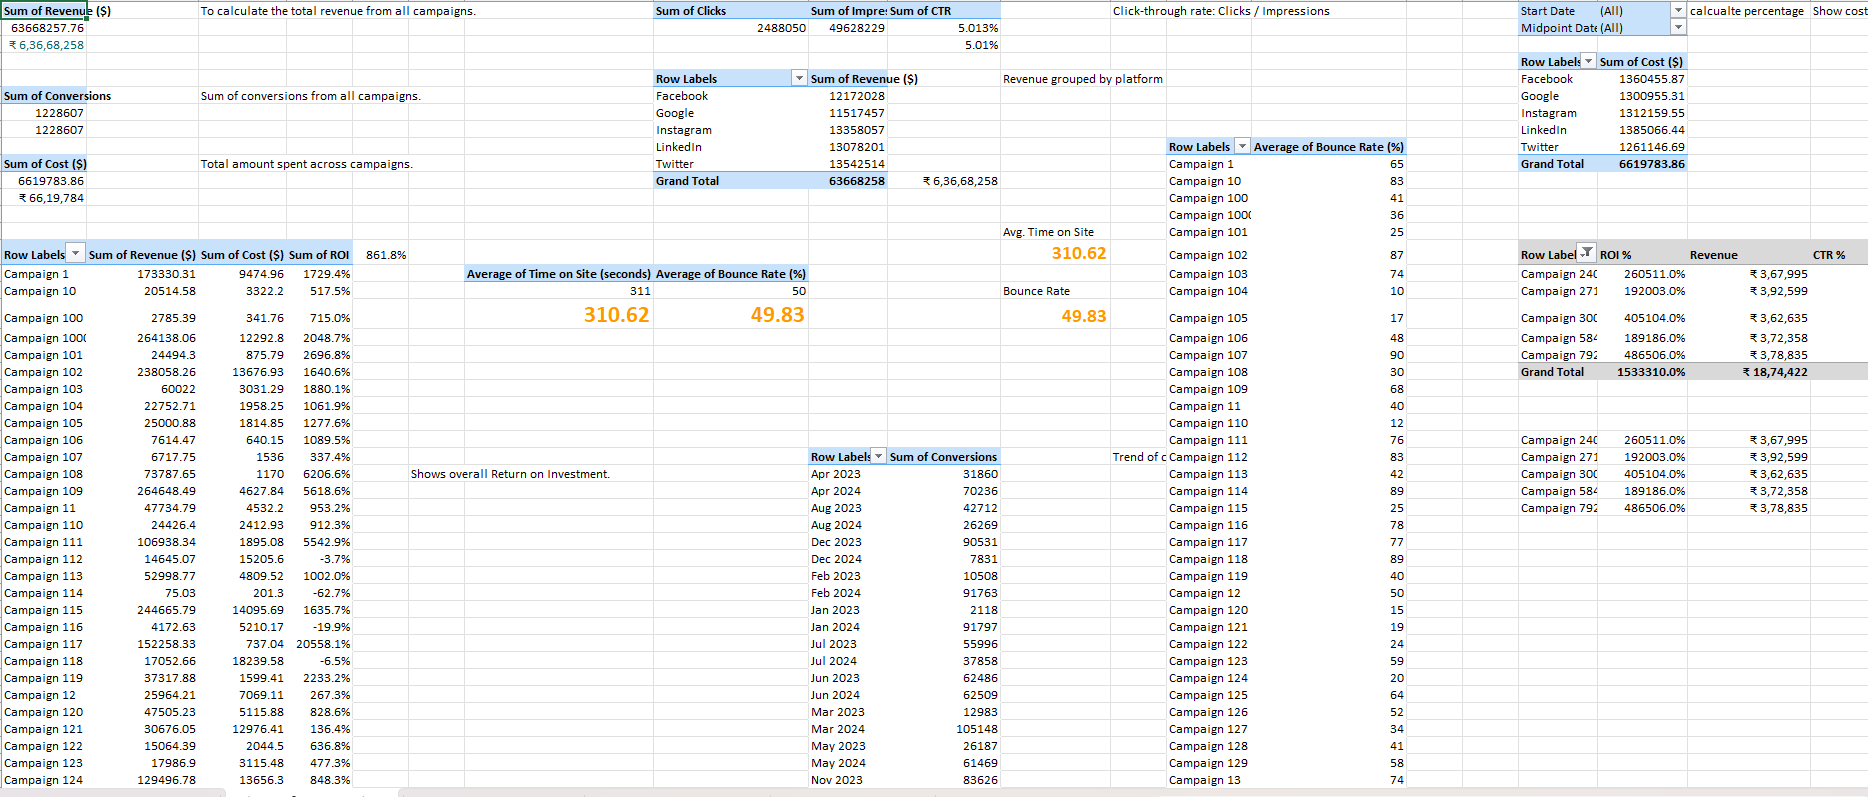 Sum of Revenue ($) To calculate the total revenue from all campaigns. Sum of Clicks Sum of Impre: Sum of CTR Click-through rate: Clicks / Impressions Start Date (All) calcualte percentage Show cost
63668257.76 2488050 49628229 5.013% Midpoint Date (All)
₹ 6,36,68,258 5.01%
Row Labels Sum of Cost ($)
Row Labels Sum of Revenue ($) Revenue grouped by platform Facebook 1360455.87
Sum of Conversions Sum of conversions from all campaigns. Facebook 12172028 Google 1300955.31
1228607 Google 11517457 Instagram 1312159.55
1228607 Instagram 13358057 LinkedIn 1385066.44
LinkedIn 13078201 Row Labels Average of Bounce Rate (%) Twitter 1261146.69
Sum of Cost ($) Total amount spent across campaigns. Twitter 13542514 Campaign 1 65 Grand Total 6619783.86
6619783.86 Grand Total 63668258 ₹ 6,36,68,258 Campaign 10 83
₹ 66,19,784 Campaign 100 41
Campaign 1000 36
Avg. Time on Site Campaign 101 25
Row Labels Sum of Revenue ($) Sum of Cost ($) Sum of ROI 861.8% 310.62 Campaign 102 87 Row Label ROI % Revenue CTR %
Campaign 1 173330.31 9474.96 1729.4% Average of Time on Site (seconds) Average of Bounce Rate (%) Campaign 103 74 Campaign 240 260511.0% ₹ 3,67,995
Campaign 10 20514.58 3322.2 517.5% 311 50 Bounce Rate Campaign 104 10 Campaign 271 192003.0% ₹ 3,92,599
Campaign 100 2785.39 341.76 715.0% 310.62 49.83 49.83 Campaign 105 17 Campaign 300 405104.0% ₹ 3,62,635
Campaign 1000 264138.06 12292.8 2048.7% Campaign 106 48 Campaign 584 189186.0% ₹ 3,72,358
Campaign 101 24494.3 875.79 2696.8% Campaign 107 90 Campaign 792 486506.0% ₹ 3,78,835
Campaign 102 238058.26 13676.93 1640.6% Campaign 108 30 Grand Total 1533310.0% ₹ 18,74,422
Campaign 103 60022 3031.29 1880.1% Campaign 109 68
Campaign 104 22752.71 1958.25 1061.9% Campaign 11 40
Campaign 105 25000.88 1814.85 1277.6% Campaign 110 12
Campaign 106 7614.47 640.15 1089.5% Campaign 111 76 Campaign 240 260511.0% ₹ 3,67,995
Campaign 107 6717.75 1536 337.4% Row Labels Sum of Conversions Trend of c Campaign 112 83 Campaign 271 192003.0% ₹ 3,92,599
Campaign 108 73787.65 1170 6206.6% Shows overall Return on Investment. Apr 2023 31860 Campaign 113 42 Campaign 300 405104.0% ₹ 3,62,635
Campaign 109 264648.49 4627.84 5618.6% Apr 2024 70236 Campaign 114 89 Campaign 584 189186.0% ₹ 3,72,358
Campaign 11 47734.79 4532.2 953.2% Aug 2023 42712 Campaign 115 25 Campaign 792 486506.0% ₹ 3,78,835
Campaign 110 24426.4 2412.93 912.3% Aug 2024 26269 Campaign 116 78
Campaign 111 106938.34 1895.08 5542.9% Dec 2023 90531 Campaign 117 77
Campaign 112 14645.07 15205.6 -3.7% Dec 2024 7831 Campaign 118 89
Campaign 113 52998.77 4809.52 1002.0% Feb 2023 10508 Campaign 119 40
Campaign 114 75.03 201.3 -62.7% Feb 2024 91763 Campaign 12 50
Campaign 115 244665.79 14095.69 1635.7% Jan 2023 2118 Campaign 120 15
Campaign 116 4172.63 5210.17 -19.9% Jan 2024 91797 Campaign 121 19
Campaign 117 152258.33 737.04 20558.1% Jul 2023 55996 Campaign 122 24
Campaign 118 17052.66 18239.58 -6.5% Jul 2024 37858 Campaign 123 59
Campaign 119 37317.88 1599.41 2233.2% Jun 2023 62486 Campaign 124 20
Campaign 12 25964.21 7069.11 267.3% Jun 2024 62509 Campaign 125 64
Campaign 120 47505.23 5115.88 828.6% Mar 2023 12983 Campaign 126 52
Campaign 121 30676.05 12976.41 136.4% Mar 2024 105148 Campaign 127 34
Campaign 122 15064.39 2044.5 636.8% May 2023 26187 Campaign 128 41
Campaign 123 17986.9 3115.48 477.3% May 2024 61469 Campaign 129 58
Campaign 124 129496.78 13656.3 848.3% Nov 2023 83626 Campaign 13 74